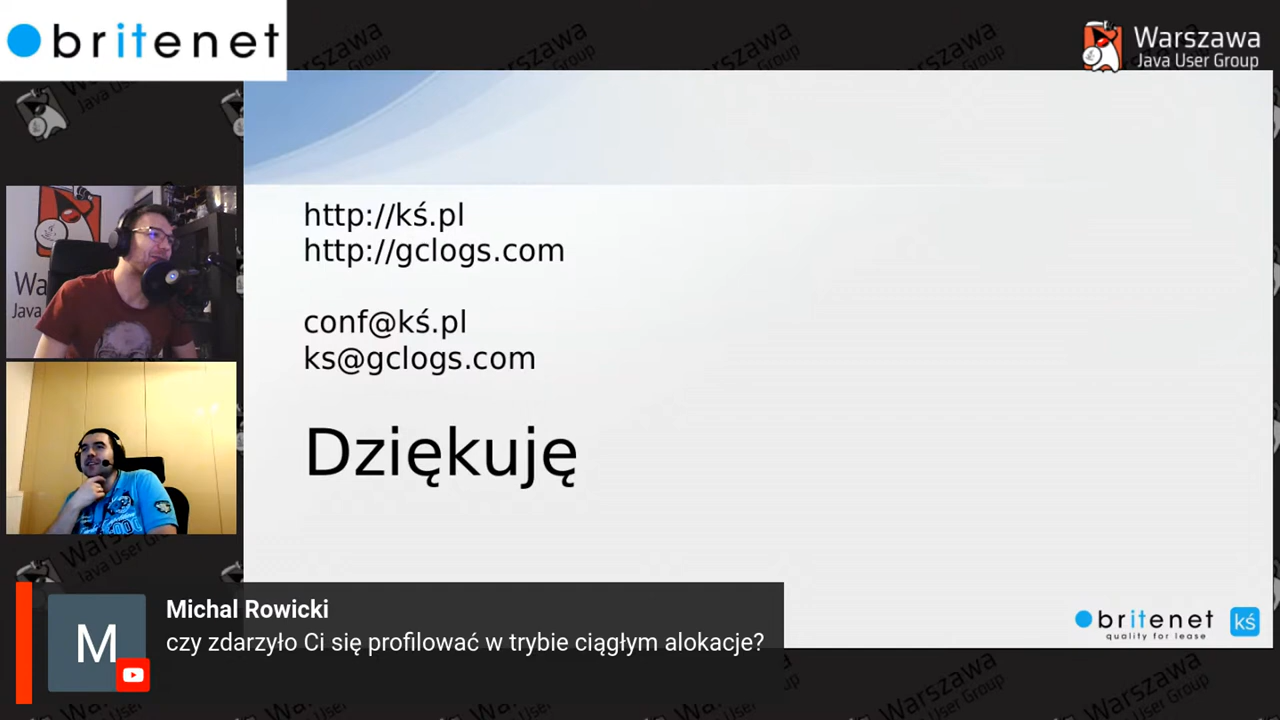 britenet
Warszawa
Java User Group
http://kś.pl
http://gclogs.com
conf@kś.pl
ks@gclogs.com
Dziękuję
britenet
quality for lease
kś
M
Michal Rowicki
czy zdarzyło Ci się profilować w trybie ciągłym alokacje?